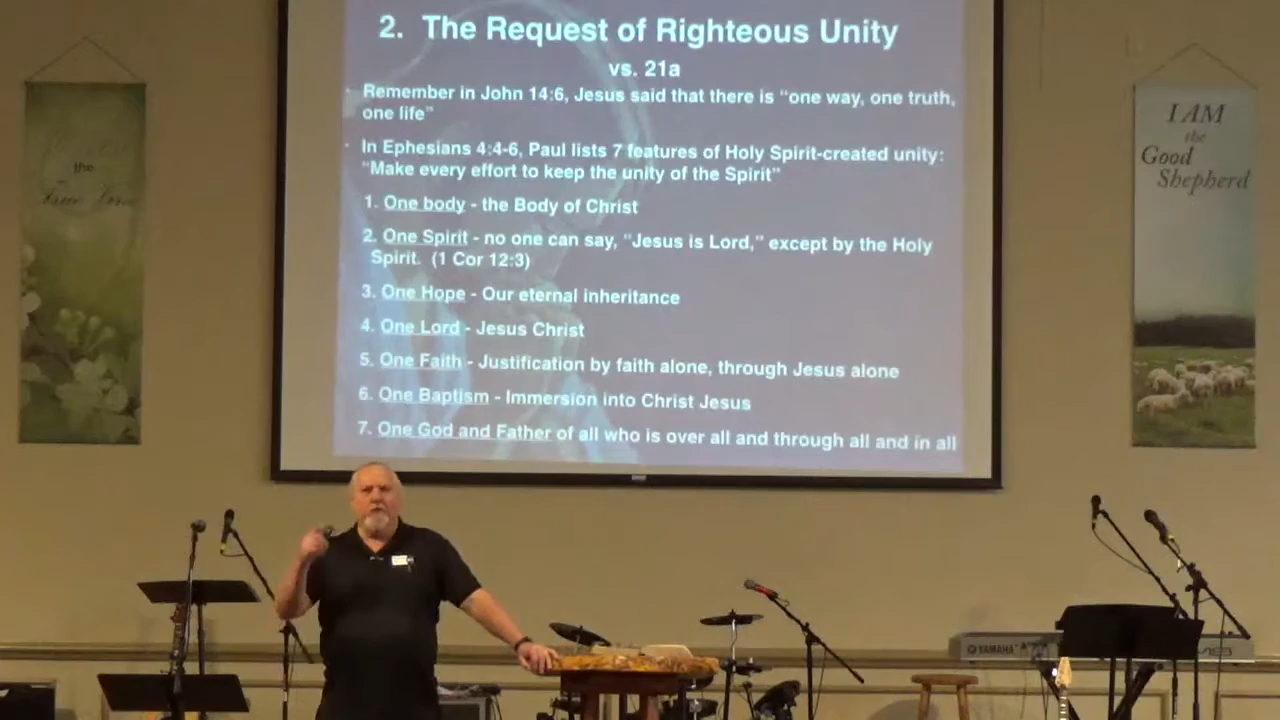 2. The Request of Righteous Unity
vs. 21a
Remember in John 14:6, Jesus said that there is “one way, one truth,
one life”
In Ephesians 4:4-6, Paul lists 7 features of Holy Spirit-created unity:
“Make every effort to keep the unity of the Spirit”
1. One body - the Body of Christ
2. One Spirit - no one can say, “Jesus is Lord,” except by the Holy
Spirit. (1 Cor 12:3)
3. One Hope - Our eternal inheritance
4. One Lord - Jesus Christ
5. One Faith - Justification by faith alone, through Jesus alone
6. One Baptism - Immersion into Christ Jesus
7. One God and Father of all who is over all and through all and in all
the
I AM
the
Good
Shepherd
YAMAHA